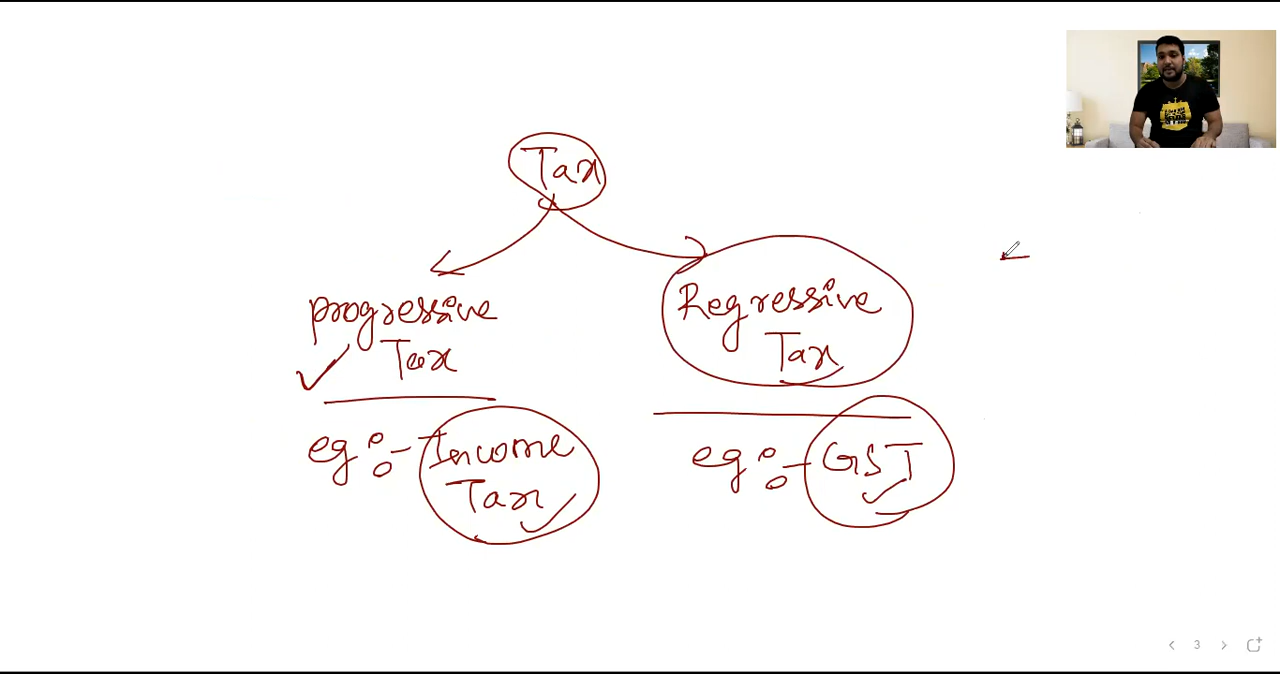 Tax
Progressive
Tax
Regressive
Tax
eg:- Income
Tax
eg:- GST
3